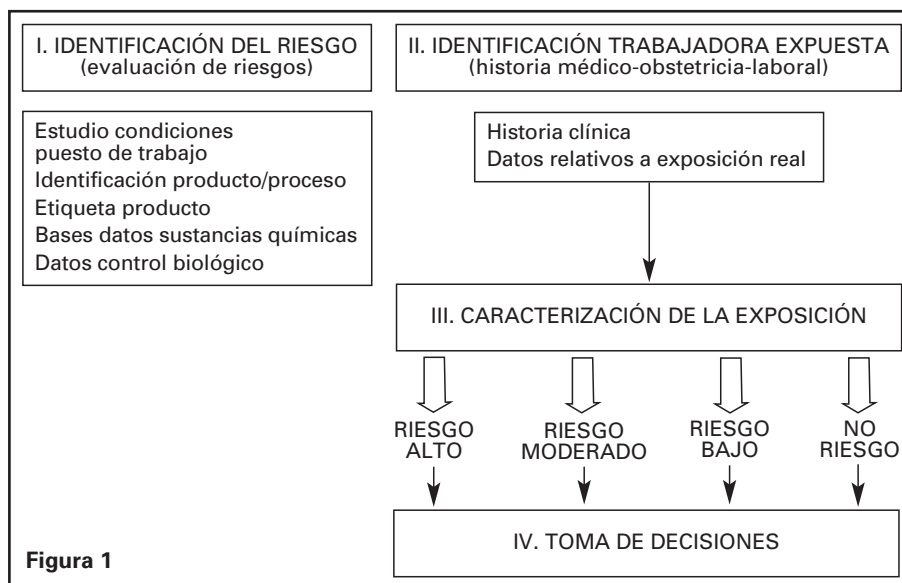 I. IDENTIFICACIÓN DEL RIESGO
(evaluación de riesgos)
II. IDENTIFICACIÓN TRABAJADORA EXPUESTA
(historia médico-obstetricia-laboral)
Estudio condiciones
puesto de trabajo
Identificación producto/proceso
Etiqueta producto
Bases datos sustancias químicas
Datos control biológico
Historia clínica
Datos relativos a exposición real
III. CARACTERIZACIÓN DE LA EXPOSICIÓN
RIESGO
ALTO
RIESGO
MODERADO
RIESGO
BAJO
NO
RIESGO
IV. TOMA DE DECISIONES
Figura 1